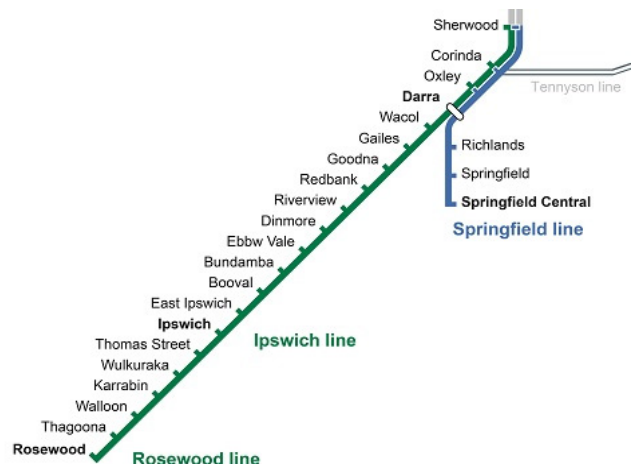 Sherwood
Corinda
Oxley
Tennyson line
Darra
Wacol
Gailes
Richlands
Goodna
Springfield
Redbank
Springfield Central
Riverview
Dinmore
Springfield line
Ebbw Vale
Bundamba
Booval
East Ipswich
Ipswich
Thomas Street
Ipswich line
Wulkuraka
Karrabin
Walloon
Thagoona
Rosewood
Rosewood line